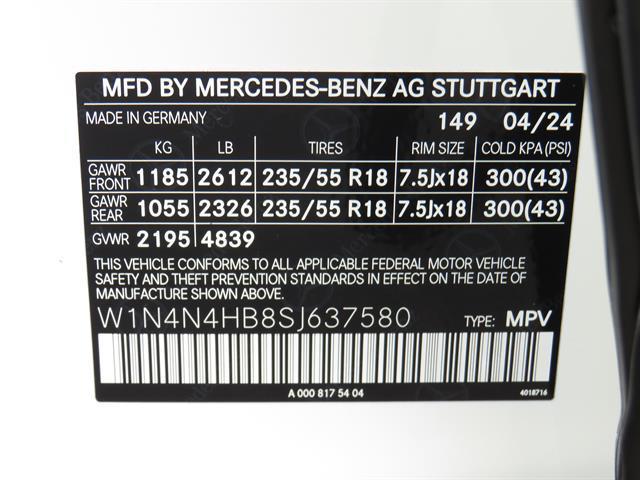 MFD BY MERCEDES-BENZ AG STUTTGART
MADE IN GERMANY 149 04/24
KG LB TIRES RIM SIZE COLD KPA(PSI)
GAWR FRONT 1185 2612 235/55 R18 7.5Jx18 300(43)
GAWR REAR 1055 2326 235/55 R18 7.5Jx18 300(43)
GVWR 2195 4839
THIS VEHICLE CONFORMS TO ALL APPLICABLE FEDERAL MOTOR VEHICLE
SAFETY AND THEFT PREVENTION STANDARDS IN EFFECT ON THE DATE
OF MANUFACTURE SHOWN ABOVE.
W1N4N4HB8SJ637580 TYPE: MPV
A 000 817 54 04 4018716